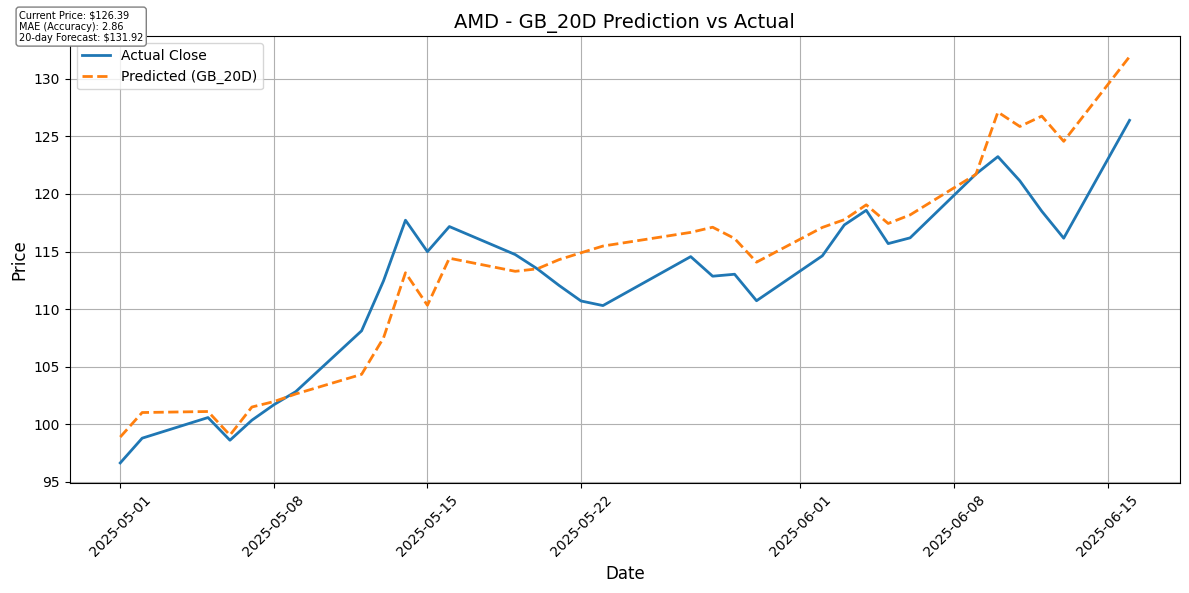 AMD - GB_20D Prediction vs Actual
Current Price: $126.39
MAE (Accuracy): 2.86
20-day Forecast: $131.92
Actual Close
Predicted (GB_20D)
Price
130
125
120
115
110
105
100
95
2025-05-01
2025-05-08
2025-05-15
2025-05-22
2025-06-01
2025-06-08
2025-06-15
Date